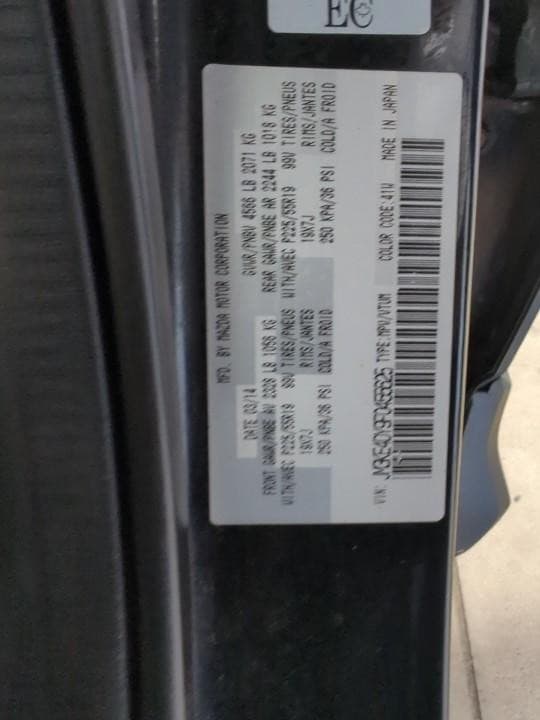 EC
MFD. BY MAZDA MOTOR CORPORATION
DATE 03/14 GVWR/PNBV 4566 LB 2071 KG
FRONT GAWR/PNBE AV 2328 LB 1056 KG REAR GAWR/PNBE AR 2244 LB 1018 KG
WITH/AVEC P225/55R19 99V TIRES/PNEUS WITH/AVEC P225/55R19 99V TIRES/PNEUS
19X7J RIMS/JANTES 19X7J RIMS/JANTES
250 KPA/36 PSI COLD/A FROID 250 KPA/36 PSI COLD/A FROID
VIN: TYPE:MPV/VTUM COLOR CODE:41W MADE IN JAPAN